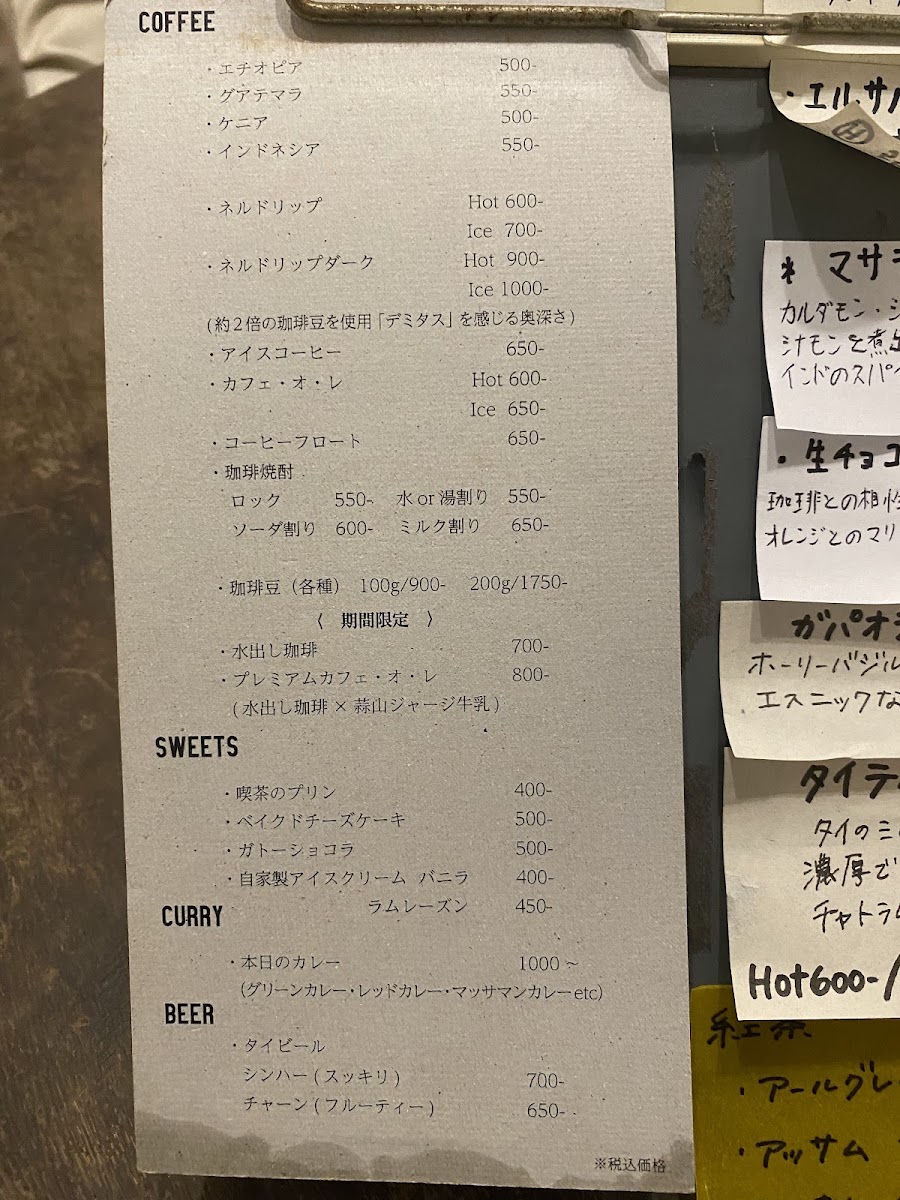 COFFEE
・エチオピア 500-
・グアテマラ 550-
・ケニア 500-
・インドネシア 550-
・ネルドリップ Hot 600-
Ice 700-
・ネルドリップダーク Hot 900-
Ice 1000-
(約2倍の珈琲豆を使用「デミタス」を感じる奥深さ)
・アイスコーヒー 650-
・カフェ・オ・レ Hot 600-
Ice 650-
・コーヒーフロート 650-
・珈琲焼酎
ロック 550- 水or湯割り 550-
ソーダ割り 600- ミルク割り 650-
・珈琲豆(各種) 100g/900- 200g/1750-
〈 期間限定 〉
・水出し珈琲 700-
・プレミアムカフェ・オ・レ 800-
(水出し珈琲×蒜山ジャージ牛乳)
SWEETS
・喫茶のプリン 400-
・ベイクドチーズケーキ 500-
・ガトーショコラ 500-
・自家製アイスクリーム バニラ 400-
ラムレーズン 450-
CURRY
・本日のカレー 1000～
(グリーンカレー・レッドカレー・マッサマンカレーetc)
BEER
・タイビール
シンハー(スッキリ) 700-
チャーン(フルーティー) 650-
※税込価格
・エル.サル
H
* マサラ
カルダモン・シ
シナモンを煮出
インドのスパイ
・生チョコ
珈琲との相性
オレンジとのマリ
ガパオラ
ホーリーバジル
エスニックな
タイティ
タイのミ
濃厚で
チャトラ
Hot600-/
紅茶
・アールグレ
・アッサム